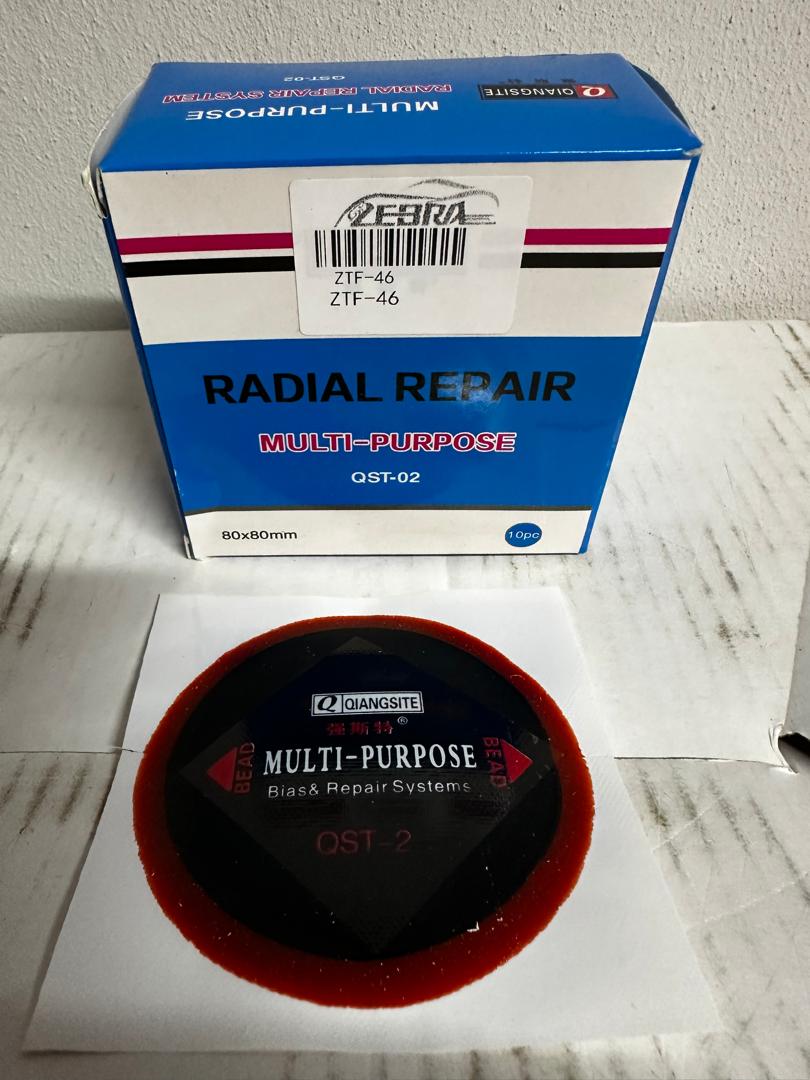 QST-02
RADIAL REPAIR SYSTEM
MULTI-PURPOSE
Q QIANGSITE
ZEBRA
ZTF-46
ZTF-46
RADIAL REPAIR
MULTI-PURPOSE
QST-02
80x80mm
10pc
Q QIANGSITE
强斯特®
BEAD
MULTI-PURPOSE
BEAD
Bias& Repair Systems
QST-2